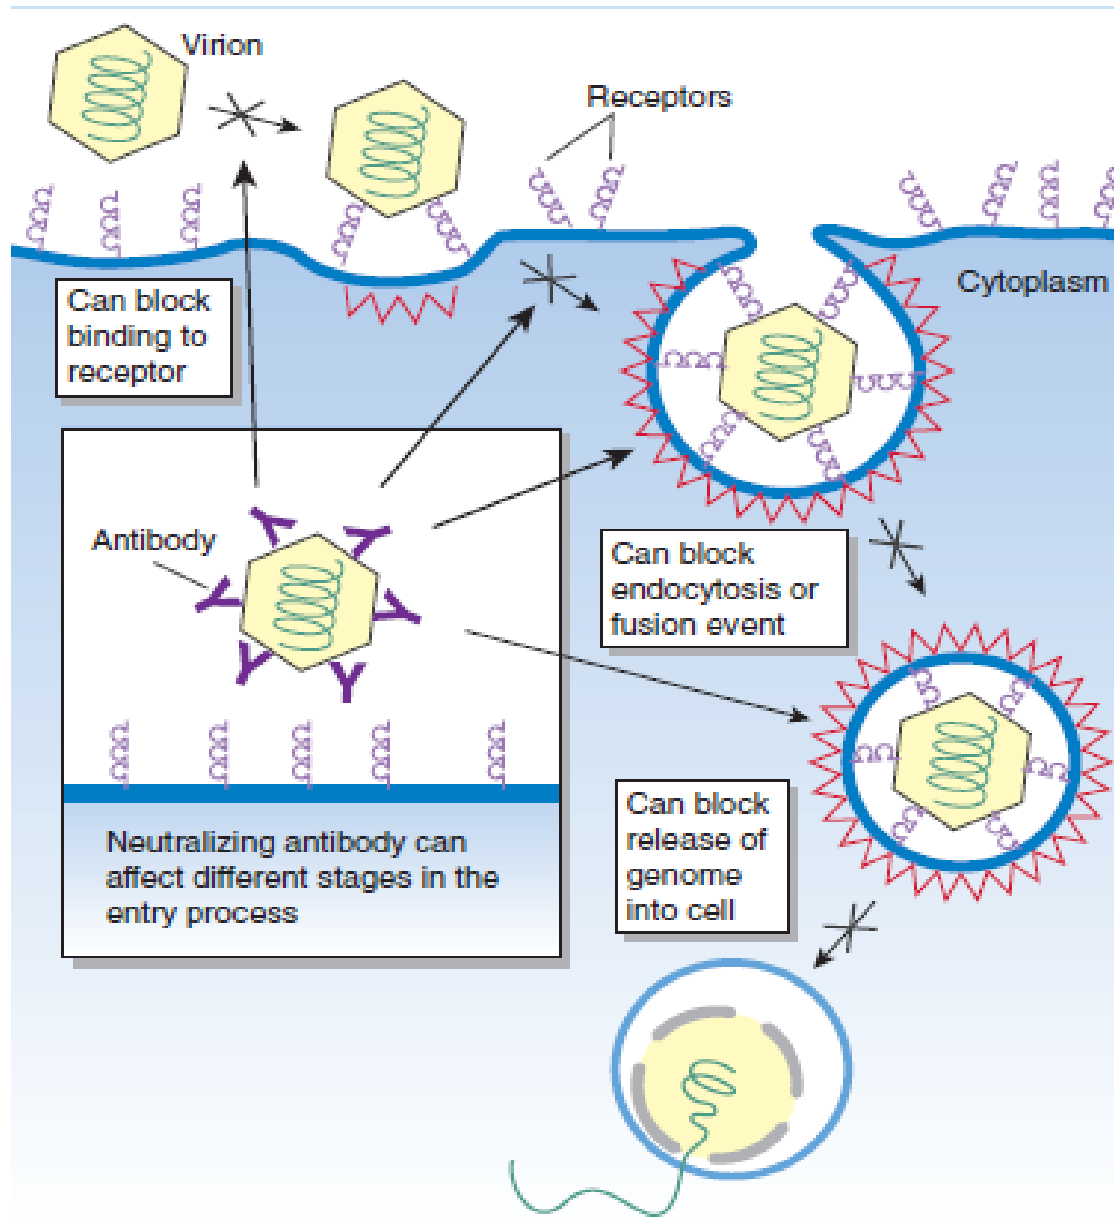 Virion
Receptors
Cytoplasm
Can block
binding to
receptor
Antibody
Can block
endocytosis or
fusion event
Neutralizing antibody can
affect different stages in the
entry process
Can block
release of
genome
into cell